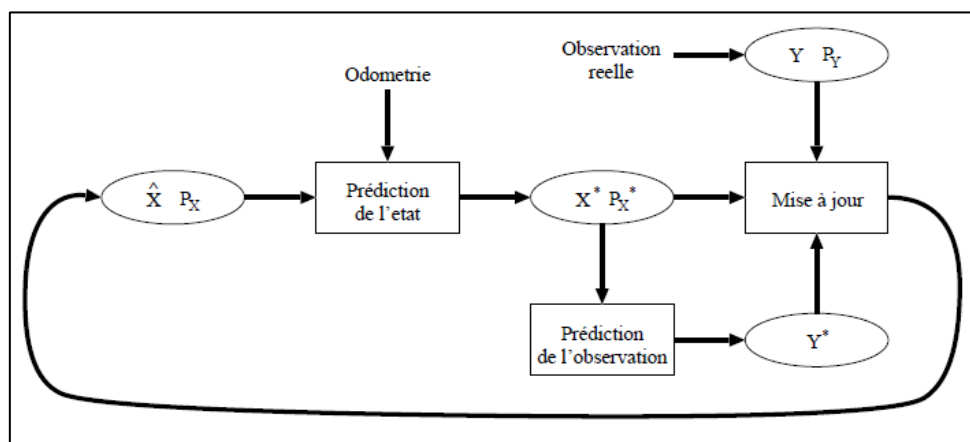 Observation
reelle
Y P_Y
Odometrie
X̂ P_X
Prédiction
de l'etat
X* P_X*
Mise à jour
Prédiction
de l'observation
Y*